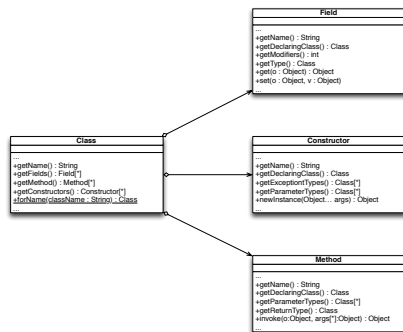 Field
...
+getName() : String
+getDeclaringClass() : Class
+getModifiers() : int
+getType() : Class
+get(o : Object) : Object
+set(o : Object, v : Object)
...
Class
...
+getName() : String
+getFields() : Field[*]
+getMethod() : Method[*]
+getConstructors() : Constructor[*]
+forName(className : String) : Class
...
Constructor
...
+getName() : String
+getDeclaringClass() : Class
+getExceptionTypes() : Class[*]
+getParameterTypes() : Class[*]
+newInstance(Object... args) : Object
...
Method
...
+getName() : String
+getDeclaringClass() : Class
+getParameterTypes() : Class[*]
+getReturnType() : Class
+invoke(o:Object, args[*]:Object) : Object
...